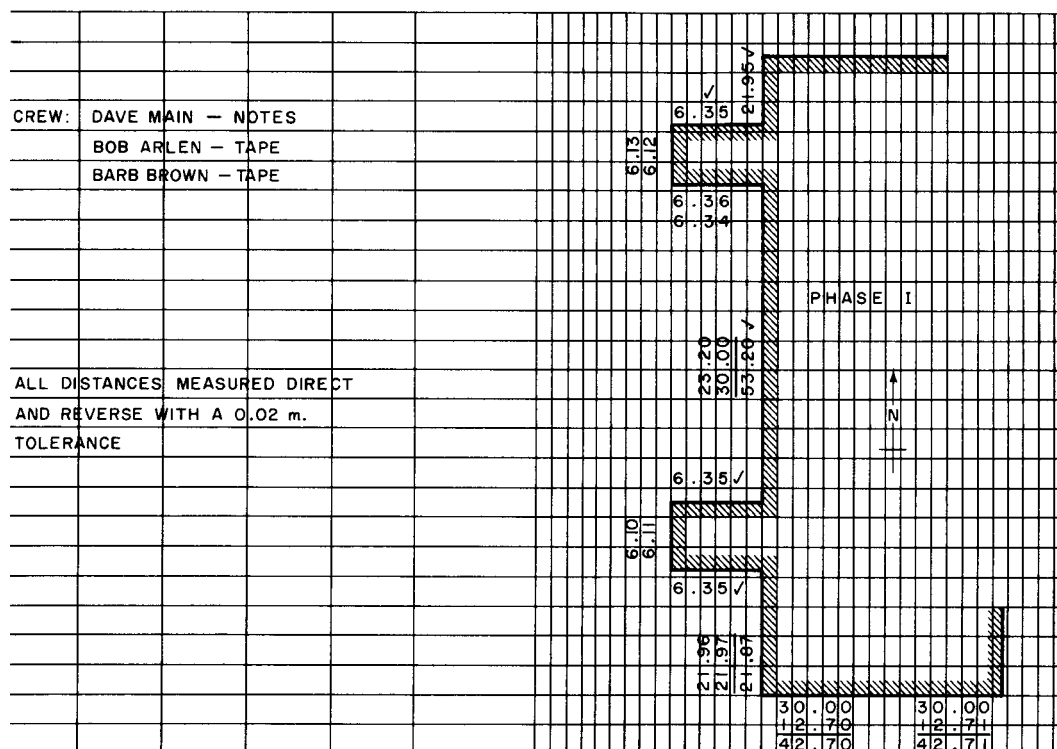 CREW: DAVE MAIN — NOTES
BOB ARLEN — TAPE
BARB BROWN — TAPE
21.95✓
✓
6.35
6.13
6.12
6.36
6.34
PHASE I
23.20
30.00
53.20✓
ALL DISTANCES MEASURED DIRECT
AND REVERSE WITH A 0.02 m.
TOLERANCE
N
6.35✓
6.10
6.11
6.35✓
21.96
21.97
21.87
30.00 30.00
12.70 12.71
42.70 42.71